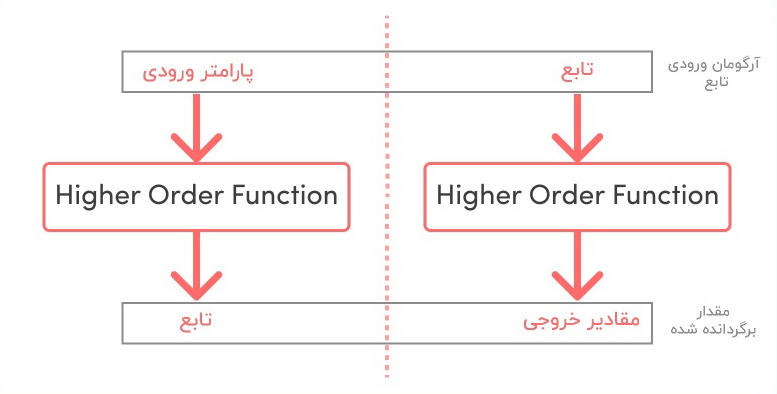 آرگومان ورودی
تابع
تابع
پارامتر ورودی
Higher Order Function
Higher Order Function
مقادیر خروجی
تابع
مقدار
برگردانده شده